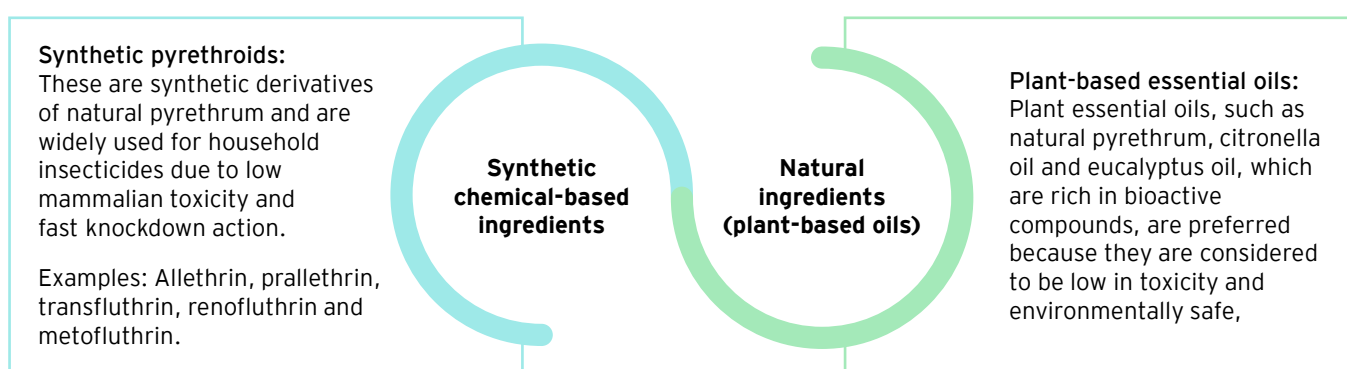 Synthetic pyrethroids:
These are synthetic derivatives
of natural pyrethrum and are
widely used for household
insecticides due to low
mammalian toxicity and
fast knockdown action.
Examples: Allethrin, prallethrin,
transfluthrin, renofluthrin and
metofluthrin.
Synthetic
chemical-based
ingredients
Natural
ingredients
(plant-based oils)
Plant-based essential oils:
Plant essential oils, such as
natural pyrethrum, citronella
oil and eucalyptus oil, which
are rich in bioactive
compounds, are preferred
because they are considered
to be low in toxicity and
environmentally safe,